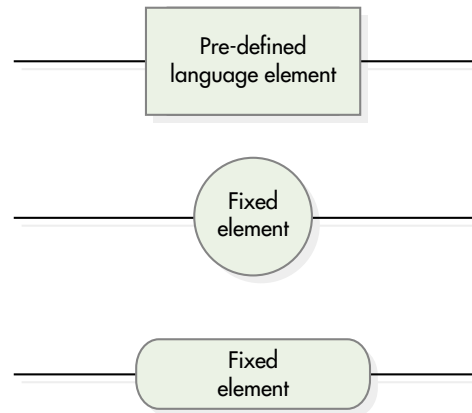 Pre-defined
language element
Fixed
element
Fixed
element